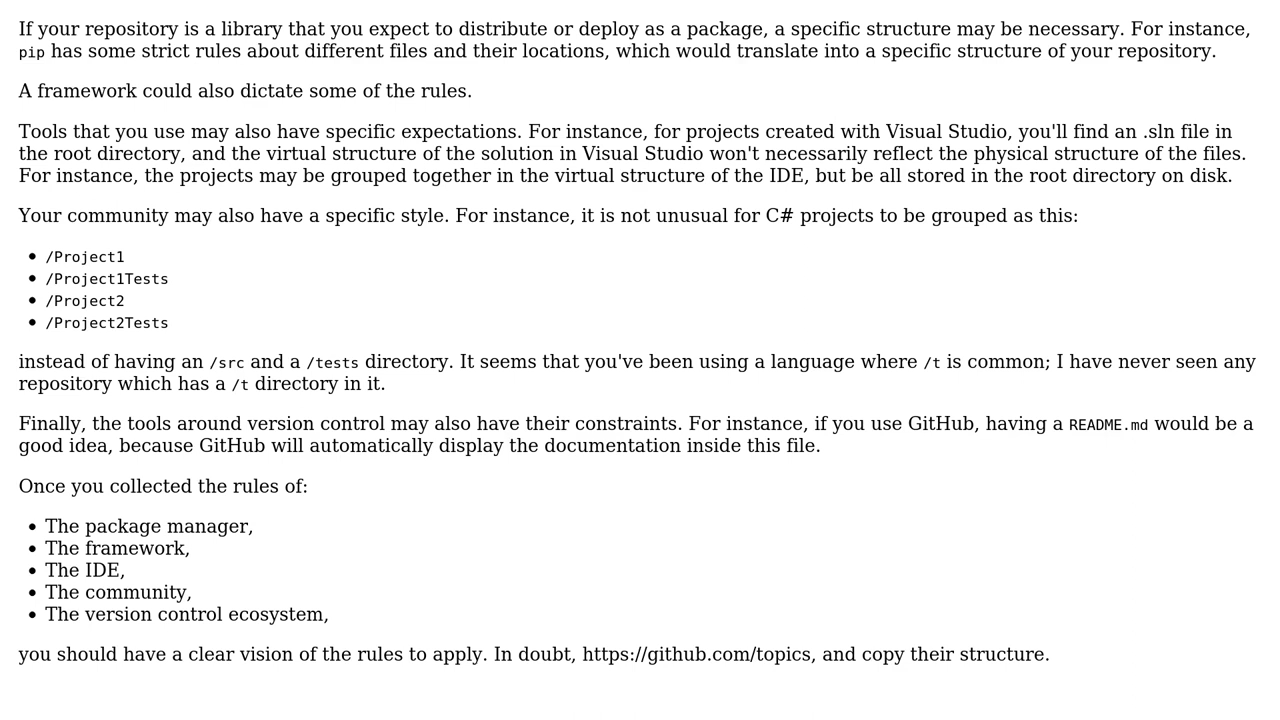 If your repository is a library that you expect to distribute or deploy as a package, a specific structure may be necessary. For instance,
pip has some strict rules about different files and their locations, which would translate into a specific structure of your repository.
A framework could also dictate some of the rules.
Tools that you use may also have specific expectations. For instance, for projects created with Visual Studio, you'll find an .sln file in
the root directory, and the virtual structure of the solution in Visual Studio won't necessarily reflect the physical structure of the files.
For instance, the projects may be grouped together in the virtual structure of the IDE, but be all stored in the root directory on disk.
Your community may also have a specific style. For instance, it is not unusual for C# projects to be grouped as this:
• /Project1
• /Project1Tests
• /Project2
• /Project2Tests
instead of having an /src and a /tests directory. It seems that you've been using a language where /t is common; I have never seen any
repository which has a /t directory in it.
Finally, the tools around version control may also have their constraints. For instance, if you use GitHub, having a README.md would be a
good idea, because GitHub will automatically display the documentation inside this file.
Once you collected the rules of:
• The package manager,
• The framework,
• The IDE,
• The community,
• The version control ecosystem,
you should have a clear vision of the rules to apply. In doubt, https://github.com/topics, and copy their structure.